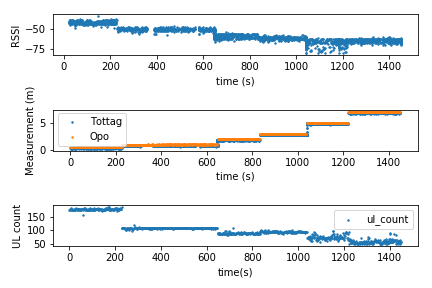 RSSI
−50
−75
0 200 400 600 800 1000 1200 1400
time (s)
Measurement (m)
5
0
Tottag
Opo
0 200 400 600 800 1000 1200 1400
time (s)
UL count
150
100
50
ul_count
0 200 400 600 800 1000 1200 1400
time(s)